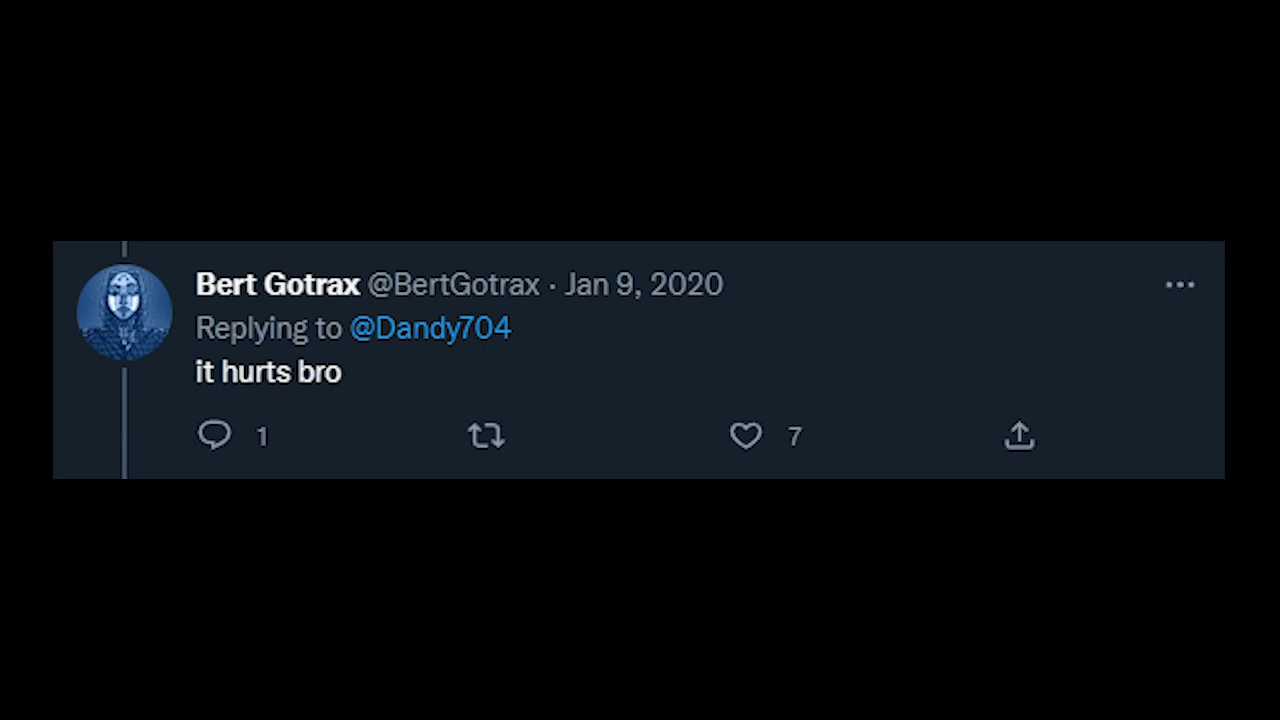 Bert Gotrax @BertGotrax · Jan 9, 2020
Replying to @Dandy704
it hurts bro
1 7